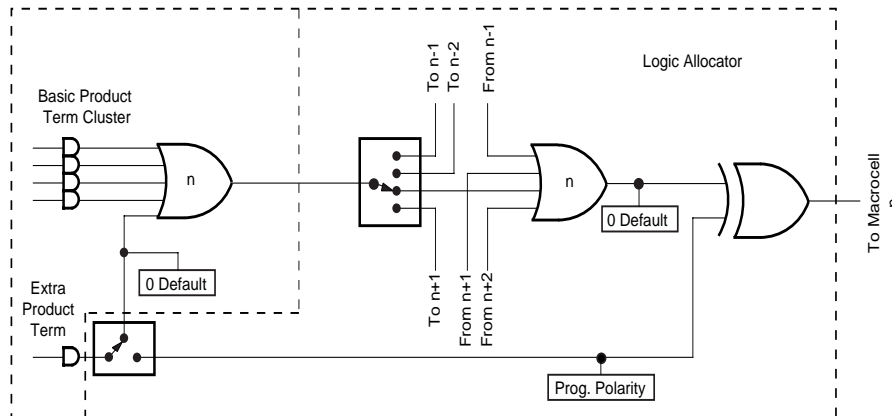 Logic Allocator
Basic Product
Term Cluster
n
To n-1
To n-2
From n-1
n
0 Default
To Macrocell
n
0 Default
To n+1
From n+1
From n+2
Extra
Product
Term
Prog. Polarity